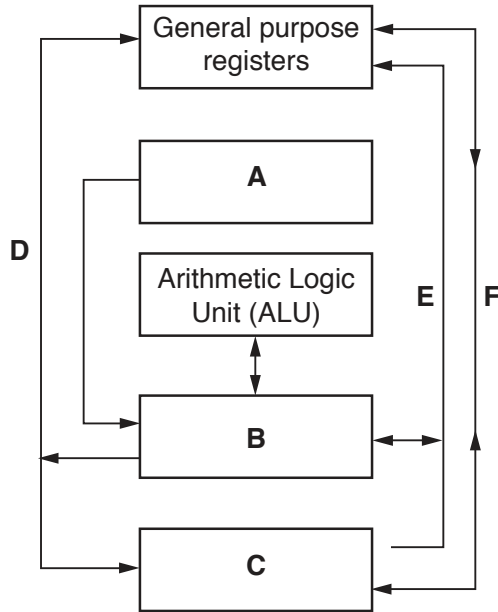 General purpose
registers
A
D
Arithmetic Logic
Unit (ALU)
E
F
B
C